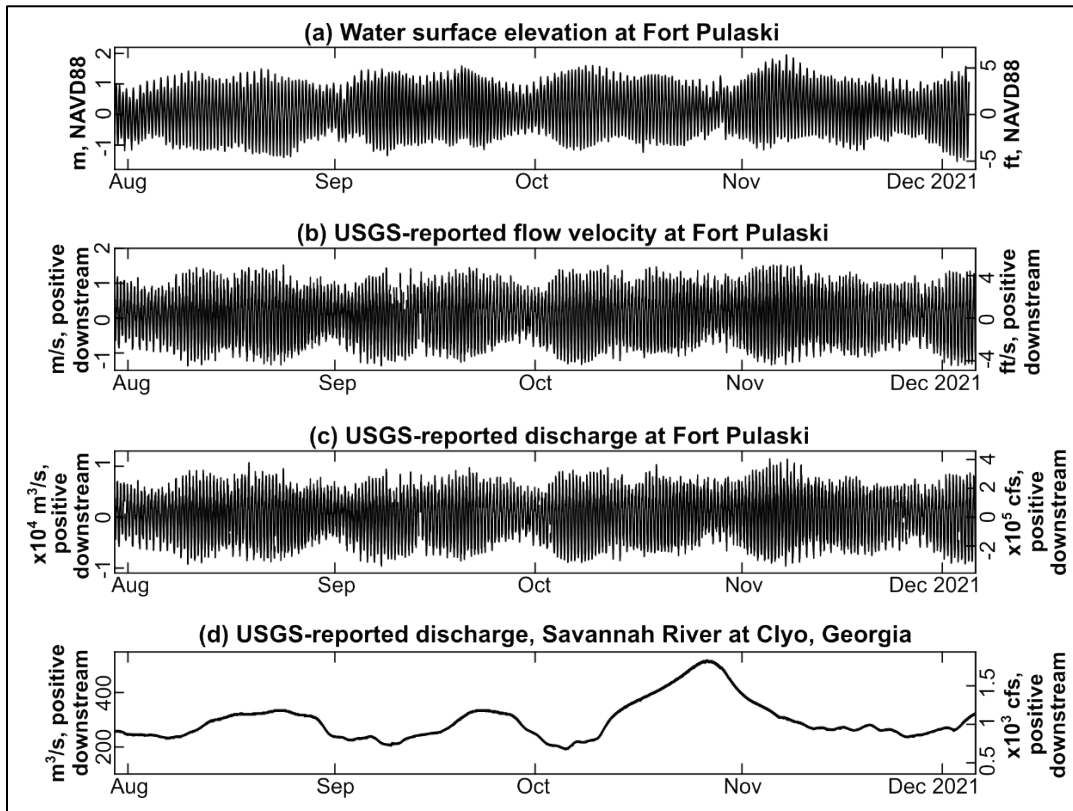 (a) Water surface elevation at Fort Pulaski
m, NAVD88
2
1
0
-1
5
0
-5
ft, NAVD88
Aug Sep Oct Nov Dec 2021
(b) USGS-reported flow velocity at Fort Pulaski
m/s, positive
downstream
2
1
0
-1
4
0
-4
ft/s, positive
downstream
Aug Sep Oct Nov Dec 2021
(c) USGS-reported discharge at Fort Pulaski
x10⁴ m³/s,
positive
downstream
1
0
-1
4
2
0
-2
x10⁵ cfs,
positive
downstream
Aug Sep Oct Nov Dec 2021
(d) USGS-reported discharge, Savannah River at Clyo, Georgia
m³/s, positive
downstream
400
200
1.5
1
0.5
x10³ cfs,
positive
downstream
Aug Sep Oct Nov Dec 2021